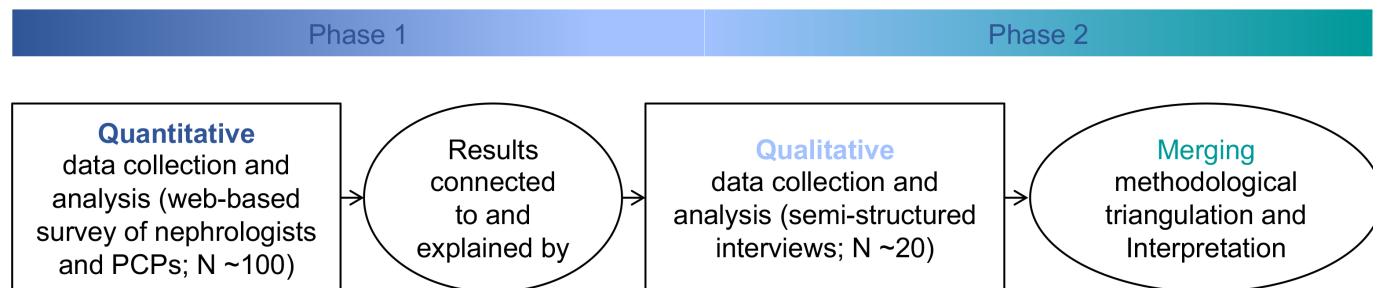 Phase 1
Phase 2
Quantitative
data collection and
analysis (web-based
survey of nephrologists
and PCPs; N ~100)
Results
connected
to and
explained by
Qualitative
data collection and
analysis (semi-structured
interviews; N ~20)
Merging
methodological
triangulation and
Interpretation